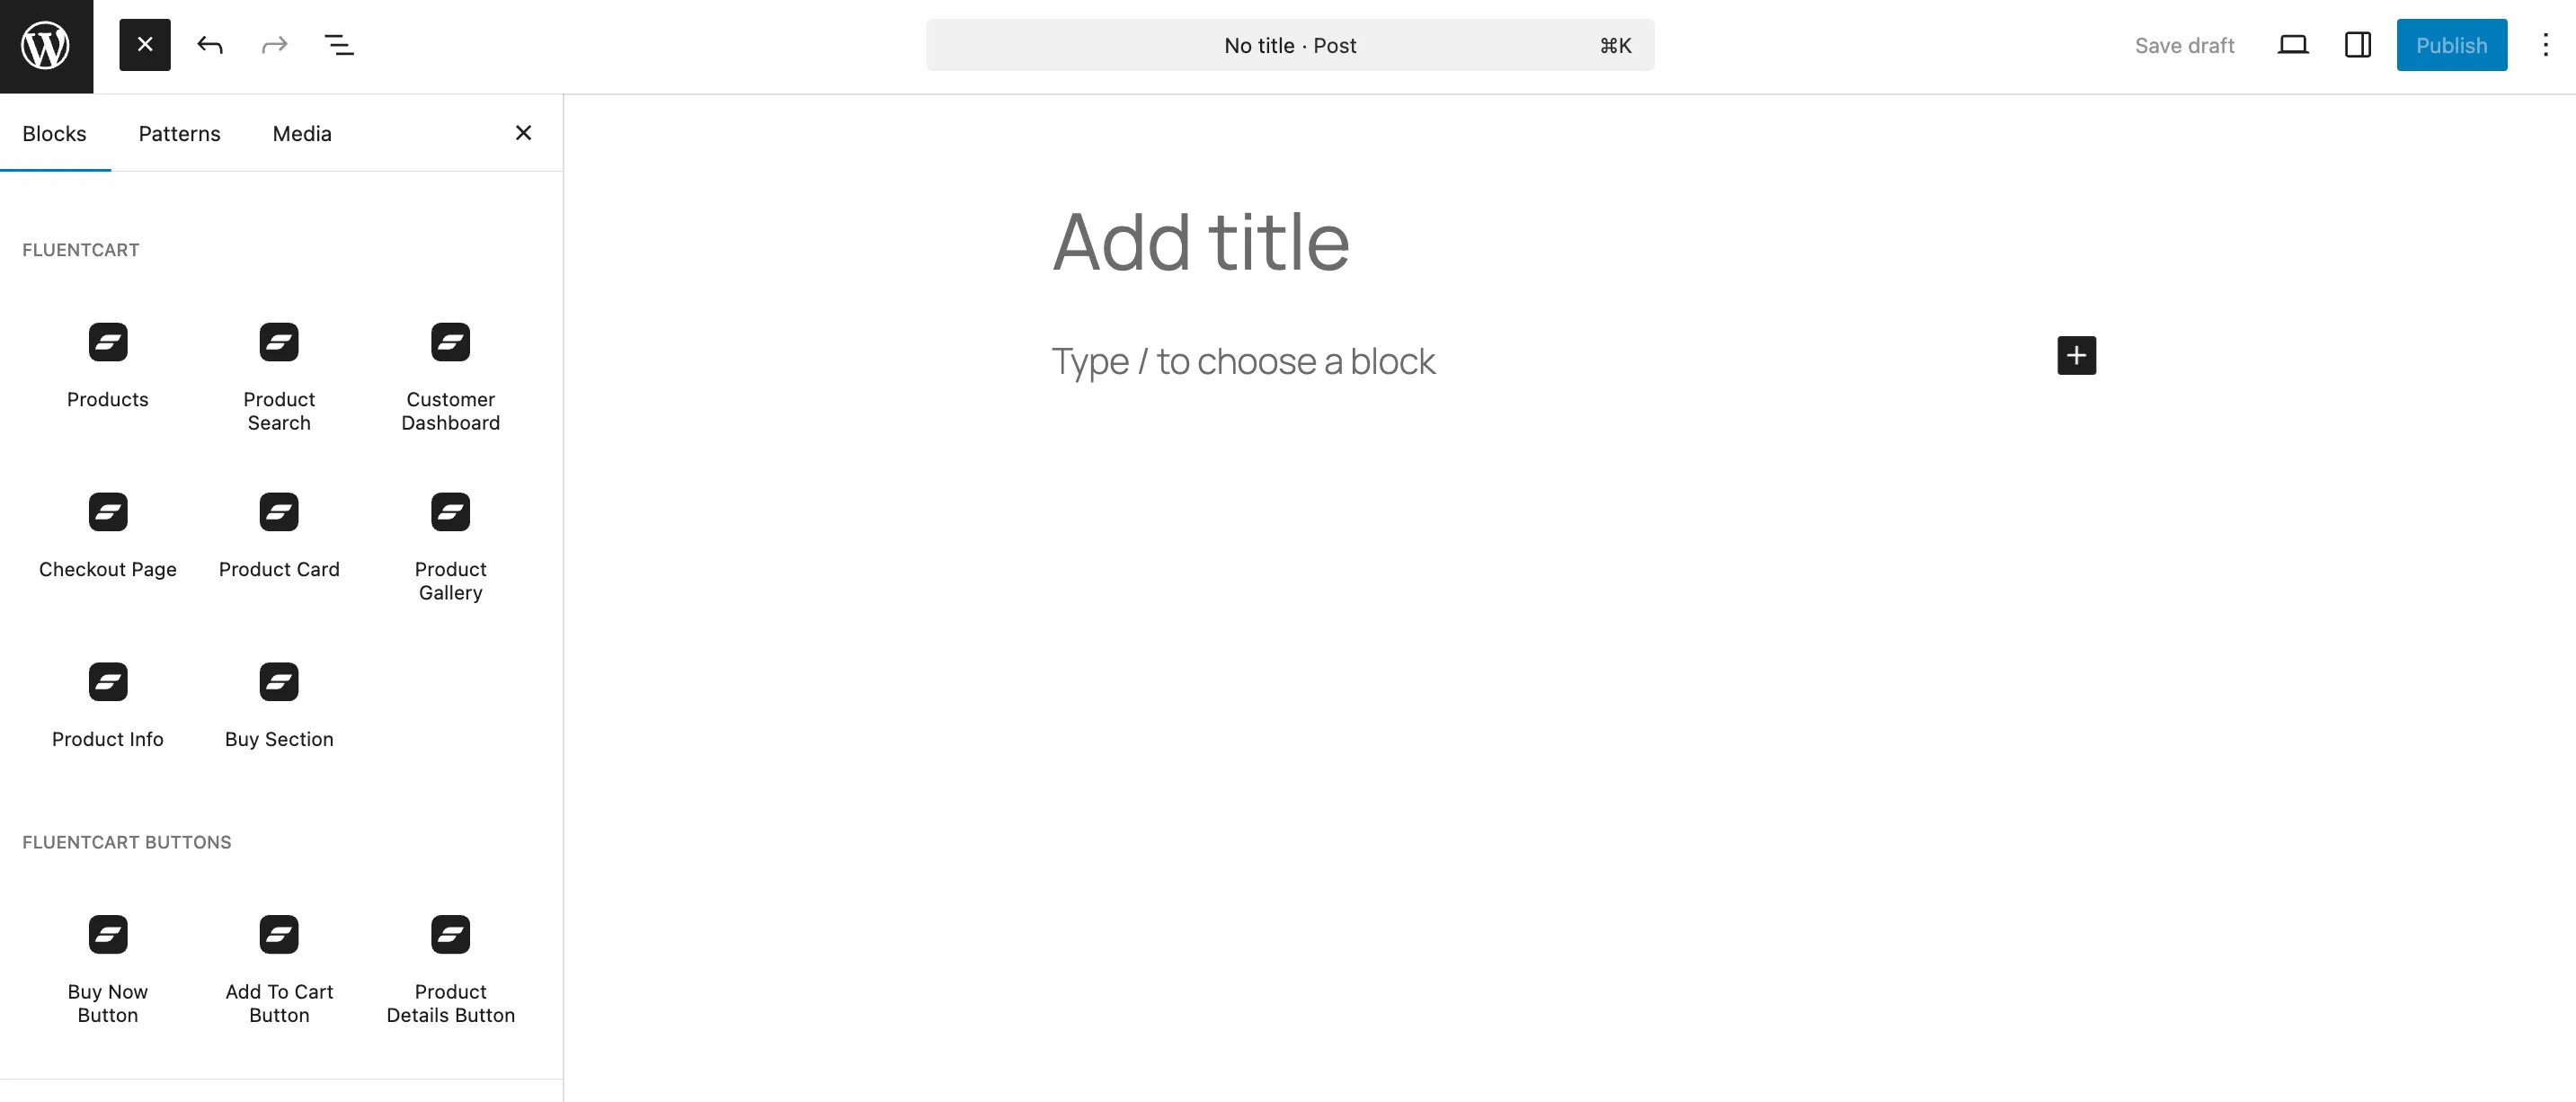 No title · Post
⌘K
Save draft
Publish
Blocks
Patterns
Media
FLUENTCART
Products
Product
Search
Customer
Dashboard
Checkout Page
Product Card
Product
Gallery
Product Info
Buy Section
FLUENTCART BUTTONS
Buy Now
Button
Add To Cart
Button
Product
Details Button
Add title
Type / to choose a block